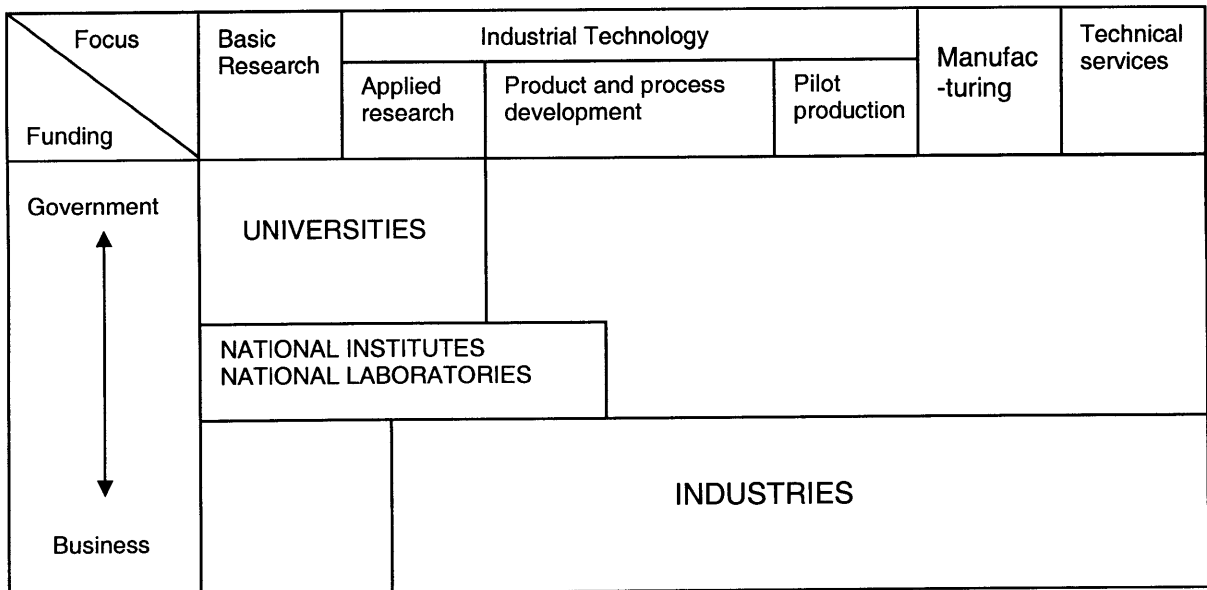 Focus
Funding
Basic
Research
Industrial Technology
Applied
research
Product and process
development
Pilot
production
Manufac
-turing
Technical
services
Government
Business
UNIVERSITIES
NATIONAL INSTITUTES
NATIONAL LABORATORIES
INDUSTRIES